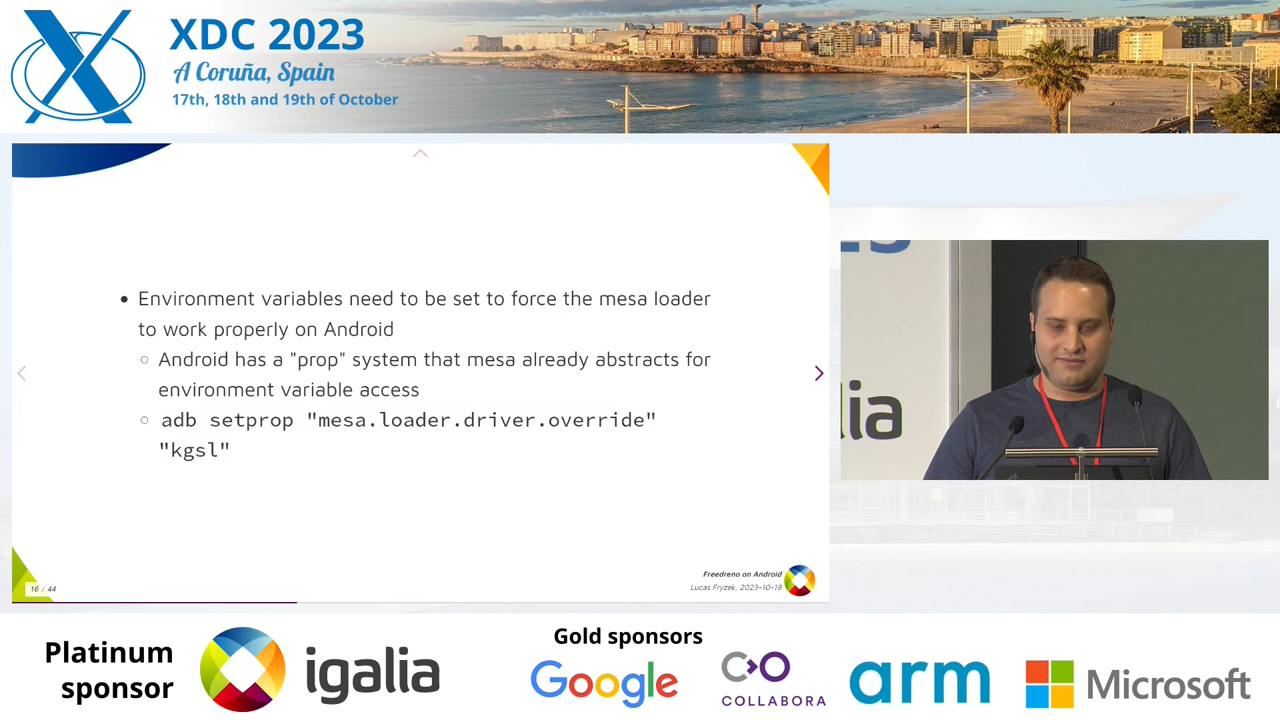 XDC 2023
A Coruña, Spain
17th, 18th and 19th of October
• Environment variables need to be set to force the mesa loader
to work properly on Android
○ Android has a "prop" system that mesa already abstracts for
environment variable access
○ adb setprop "mesa.loader.driver.override"
"kgsl"
16 / 44
Freedreno on Android
Lucas Fryzek, 2023-10-19
lia
Platinum
sponsor
igalia
Gold sponsors
Google
COLLABORA
arm
Microsoft